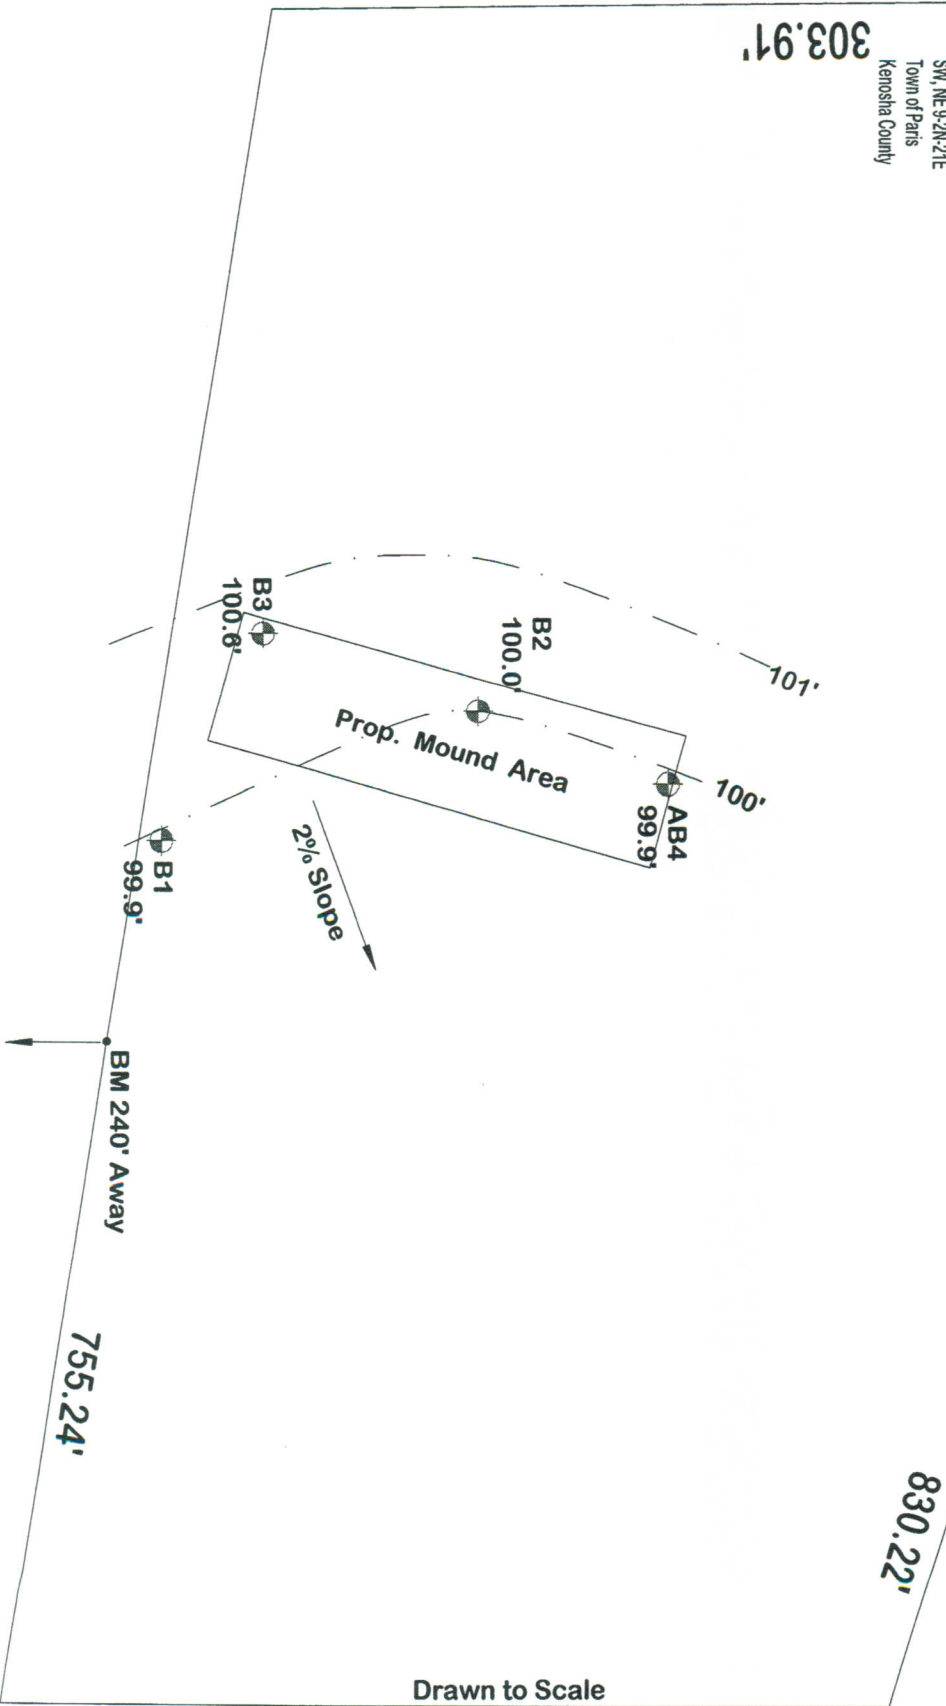 SW, NE 9-2N-21E
Town of Paris
Kenosha County
303.91'
101'
B2
100.0'
B3
100.6'
Prop. Mound Area
100'
AB4
99.9'
2% Slope
B1
99.9'
BM 240' Away
755.24'
830.22'
Drawn to Scale